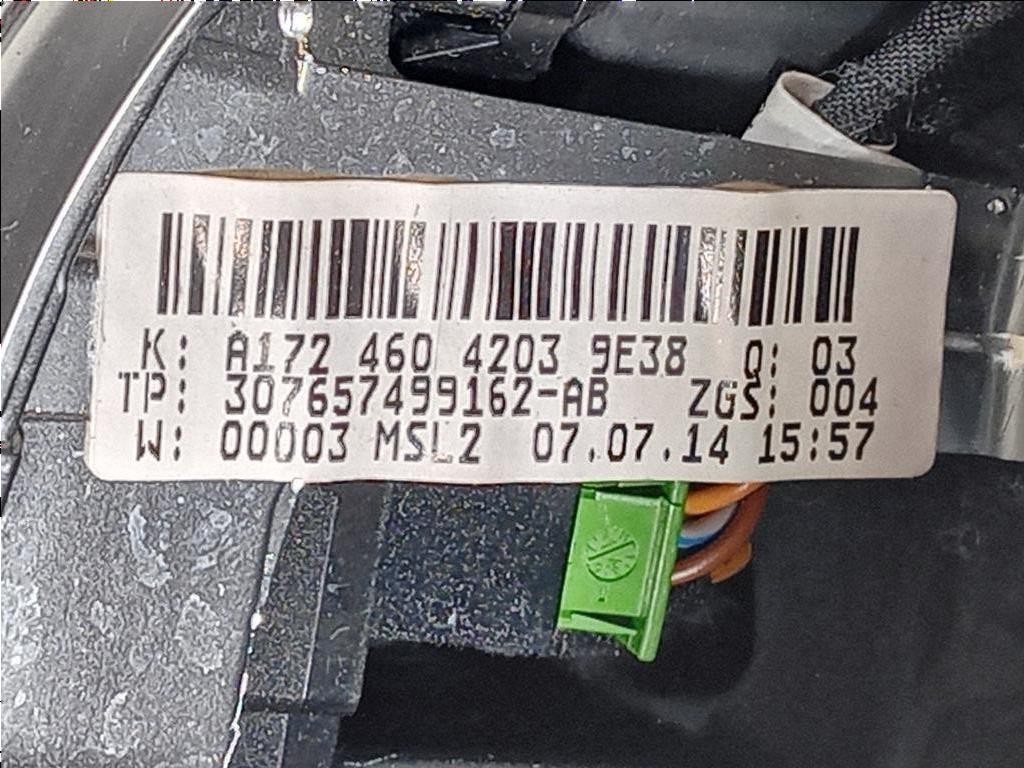 K: A172 460 4203 9E38 Q: 03
TP: 307657499162-AB ZGS: 004
W: 00003 MSL2 07.07.14 15:57